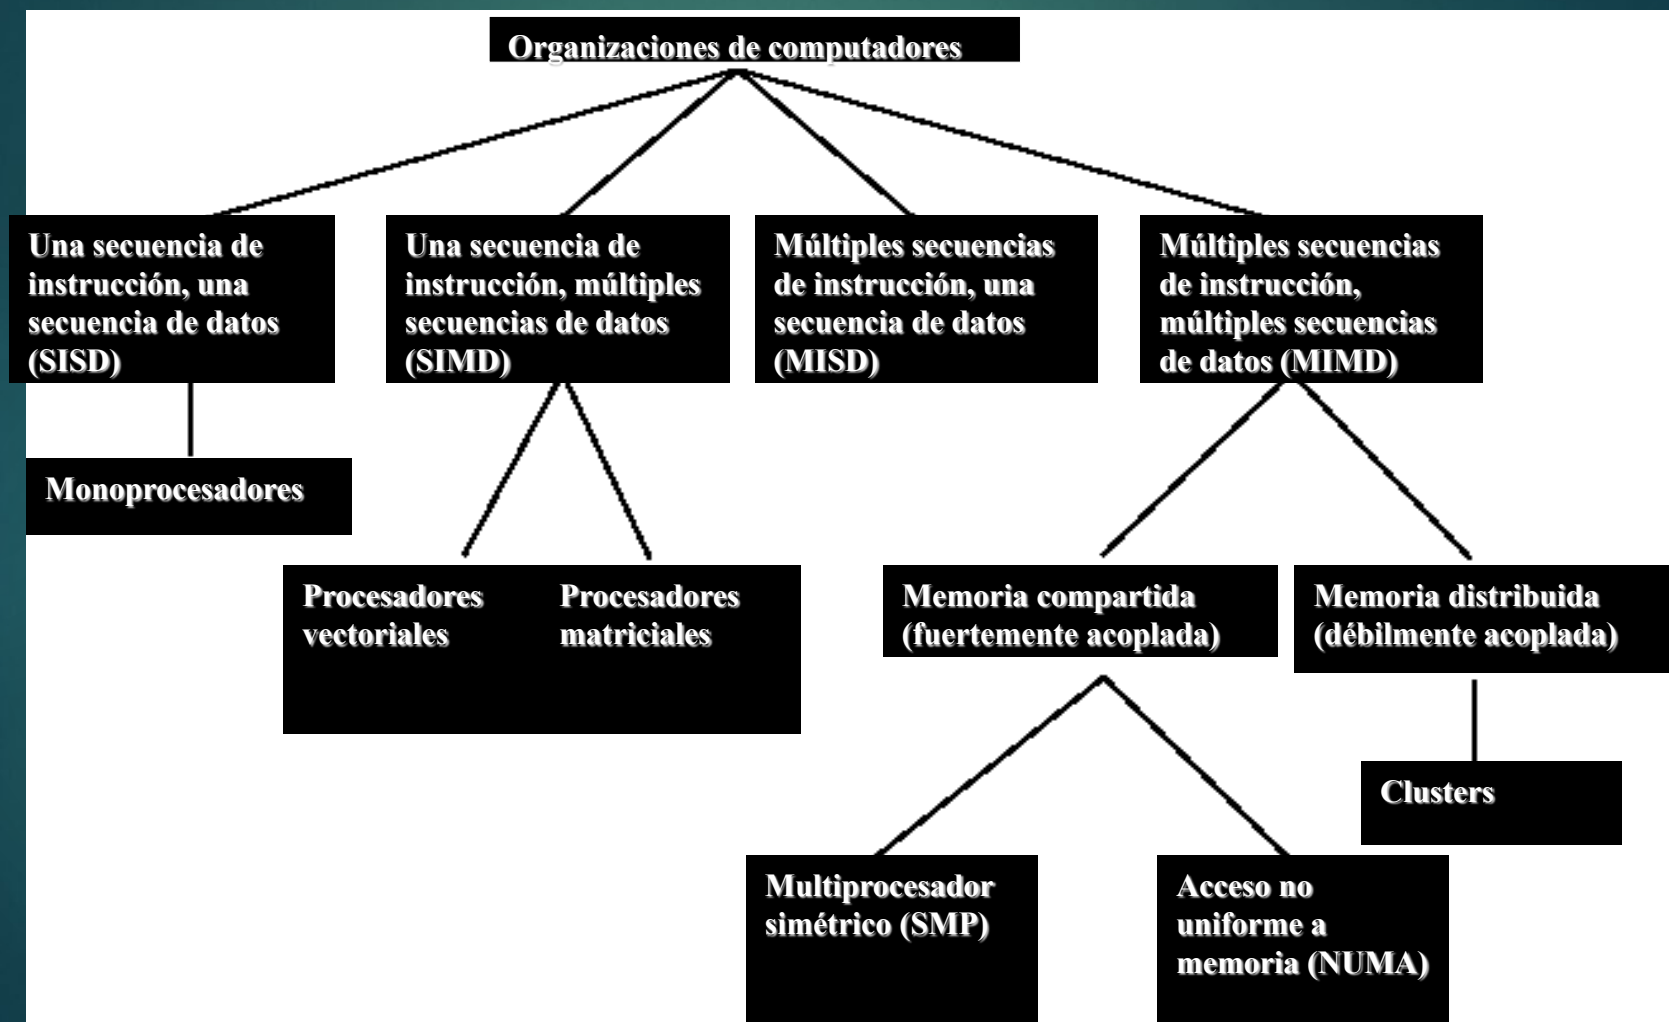 Organizaciones de computadores
Una secuencia de
instrucción, una
secuencia de datos
(SISD)
Una secuencia de
instrucción, múltiples
secuencias de datos
(SIMD)
Múltiples secuencias
de instrucción, una
secuencia de datos
(MISD)
Múltiples secuencias
de instrucción,
múltiples secuencias
de datos (MIMD)
Monoprocesadores
Procesadores
vectoriales
Procesadores
matriciales
Memoria compartida
(fuertemente acoplada)
Memoria distribuida
(débilmente acoplada)
Clusters
Multiprocesador
simétrico (SMP)
Acceso no
uniforme a
memoria (NUMA)